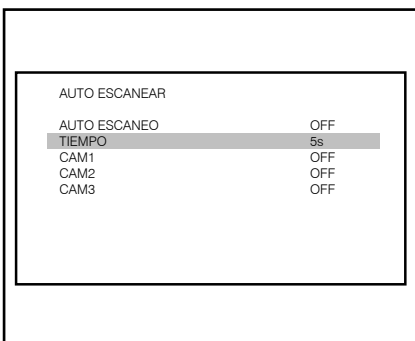 AUTO ESCANEAR
AUTO ESCANEO OFF
TIEMPO 5s
CAM1 OFF
CAM2 OFF
CAM3 OFF